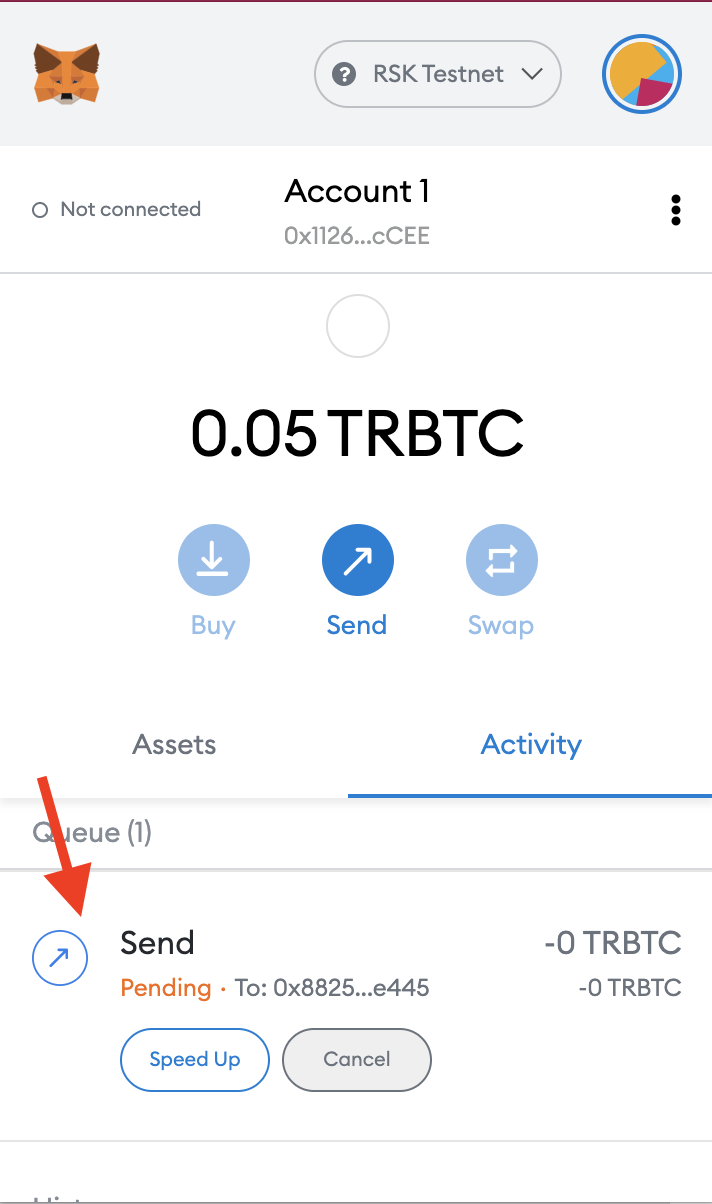 RSK Testnet
Not connected
Account 1
0x1126...cCEE
0.05 TRBTC
Buy
Send
Swap
Assets
Activity
Queue (1)
Send
-0 TRBTC
Pending · To: 0x8825...e445
-0 TRBTC
Speed Up
Cancel